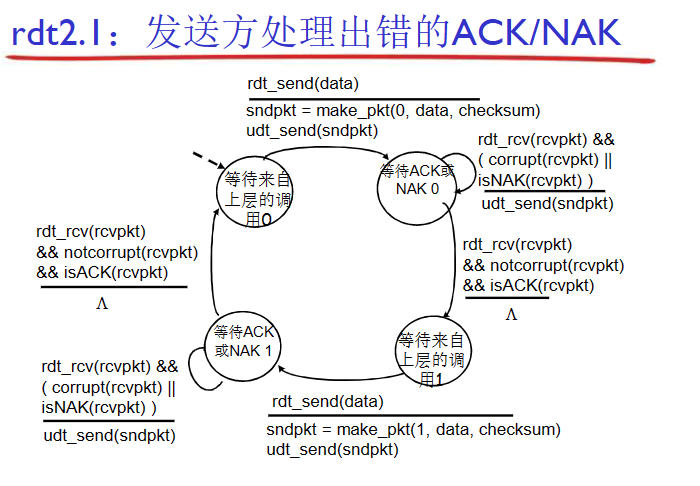 rdt2.1：发送方处理出错的ACK/NAK
rdt_send(data)
sndpkt = make_pkt(0, data, checksum)
udt_send(sndpkt)
等待来自
上层的调
用0
等待ACK或
NAK 0
rdt_rcv(rcvpkt) &&
( corrupt(rcvpkt) ||
isNAK(rcvpkt) )
udt_send(sndpkt)
rdt_rcv(rcvpkt)
&& notcorrupt(rcvpkt)
&& isACK(rcvpkt)
Λ
rdt_rcv(rcvpkt)
&& notcorrupt(rcvpkt)
&& isACK(rcvpkt)
Λ
等待ACK
或NAK 1
等待来自
上层的调
用1
rdt_rcv(rcvpkt) &&
( corrupt(rcvpkt) ||
isNAK(rcvpkt) )
udt_send(sndpkt)
rdt_send(data)
sndpkt = make_pkt(1, data, checksum)
udt_send(sndpkt)